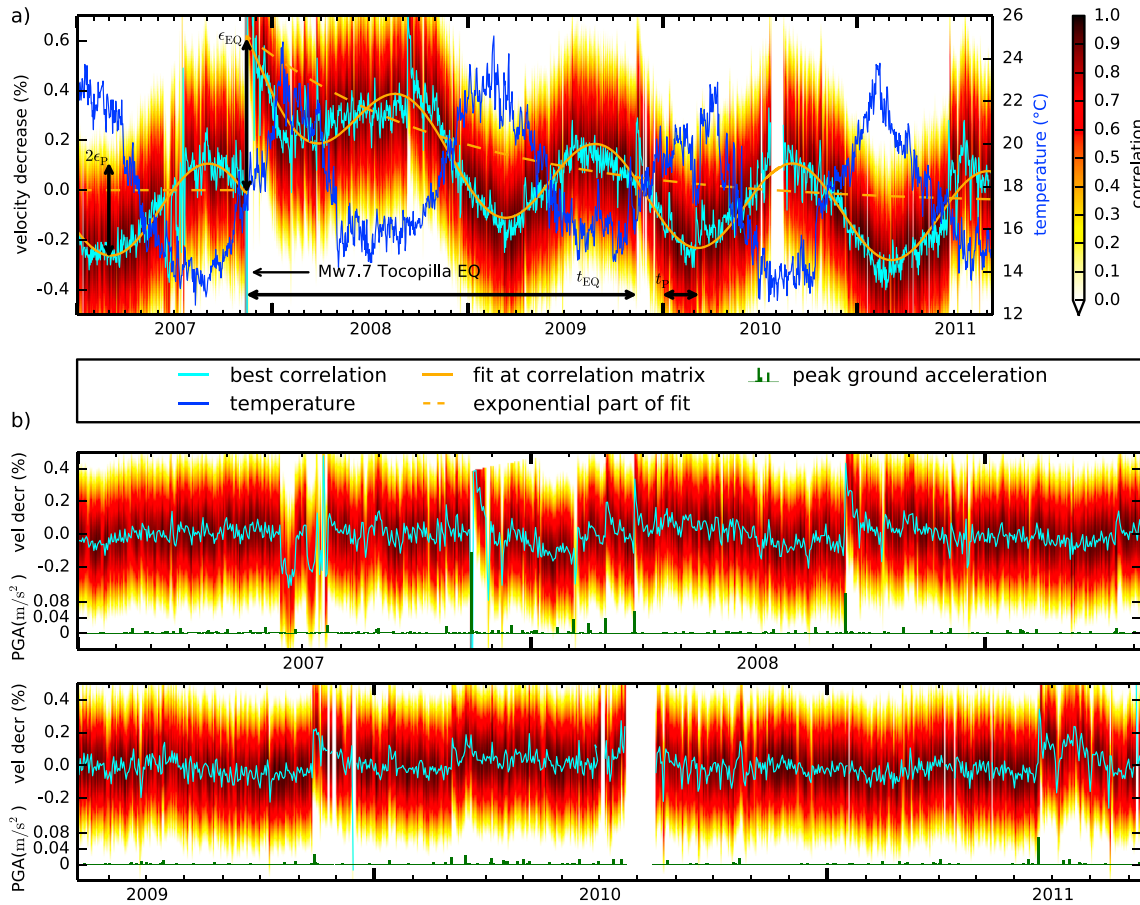 a)
velocity decrease (%)
0.6
0.4
0.2
0.0
-0.2
-0.4
ϵEQ
2ϵP
Mw7.7 Tocopilla EQ
tEQ
tP
2007
2008
2009
2010
2011
26
24
22
20
18
16
14
12
temperature (°C)
1.0
0.9
0.8
0.7
0.6
0.5
0.4
0.3
0.2
0.1
0.0
correlation
best correlation
temperature
fit at correlation matrix
exponential part of fit
peak ground acceleration
b)
vel decr (%)
0.4
0.2
0.0
-0.2
PGA(m/s²)
0.08
0.04
0
2007
2008
vel decr (%)
0.4
0.2
0.0
-0.2
PGA(m/s²)
0.08
0.04
0
2009
2010
2011